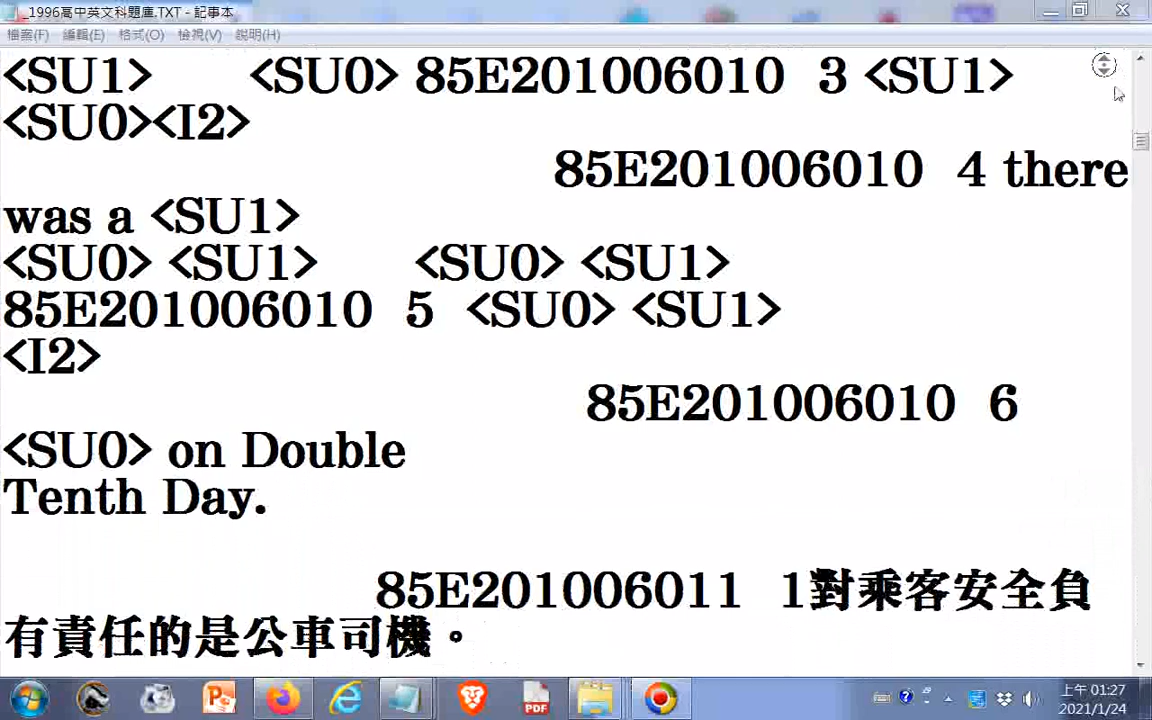 _1996高中英文科題庫.TXT - 記事本
檔案(F) 編輯(E) 格式(O) 檢視(V) 說明(H)
<SU1> <SU0> 85E201006010 3 <SU1>
<SU0><I2>
85E201006010 4 there
was a <SU1>
<SU0> <SU1> <SU0> <SU1>
85E201006010 5 <SU0> <SU1>
<I2>
85E201006010 6
<SU0> on Double
Tenth Day.
85E201006011 1對乘客安全負
有責任的是公車司機。
PDF
上午 01:27
2021/1/24